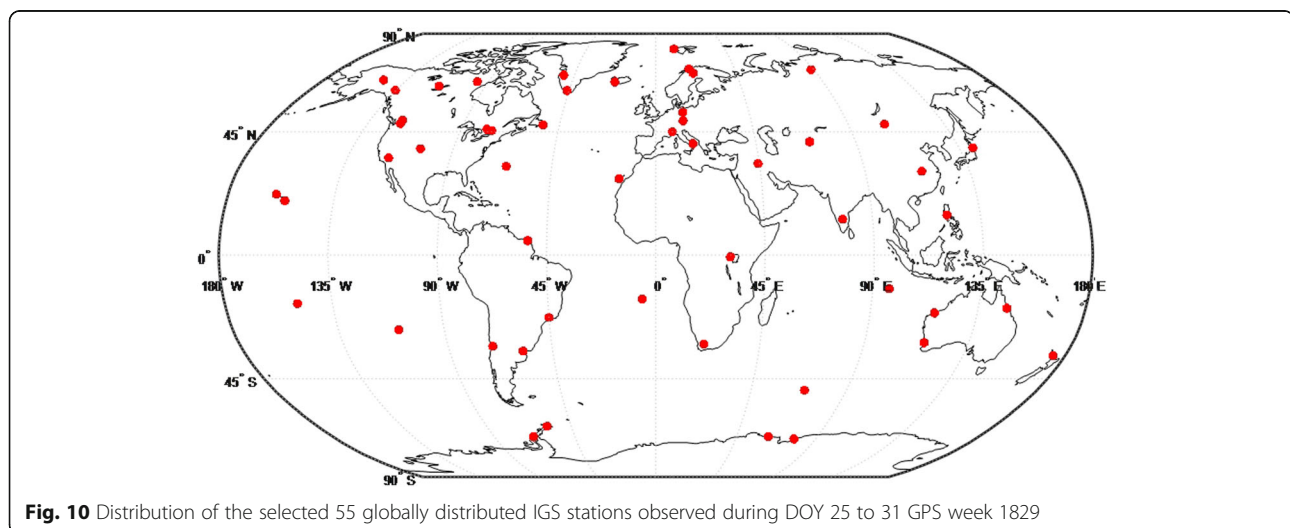 90° N
45° N
0°
180° W
135° W
90° W
45° W
0
45° E
90° E
135° E
180° E
45° S
90° S
Fig. 10 Distribution of the selected 55 globally distributed IGS stations observed during DOY 25 to 31 GPS week 1829